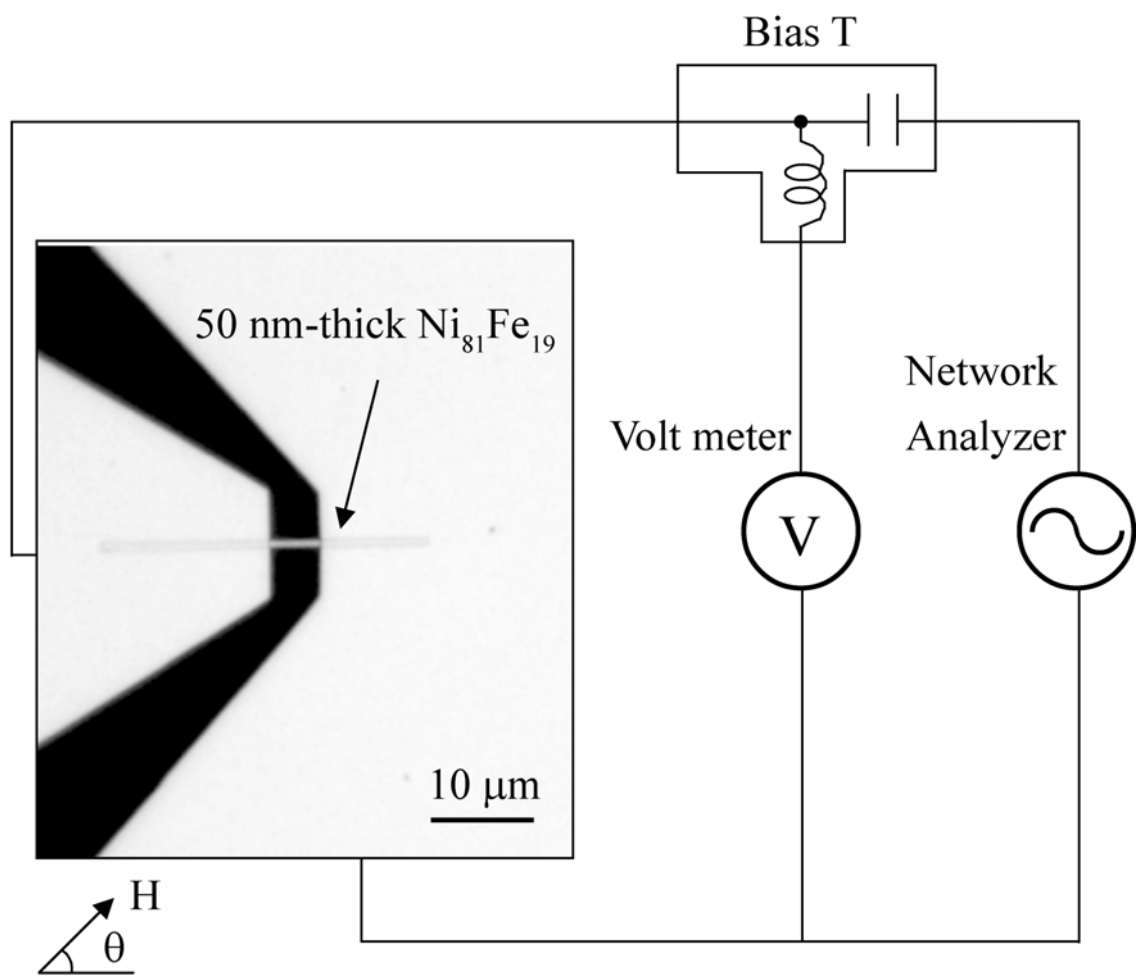 Bias T
50 nm-thick Ni₈₁Fe₁₉
Network
Volt meter
Analyzer
V
10 μm
H
θ